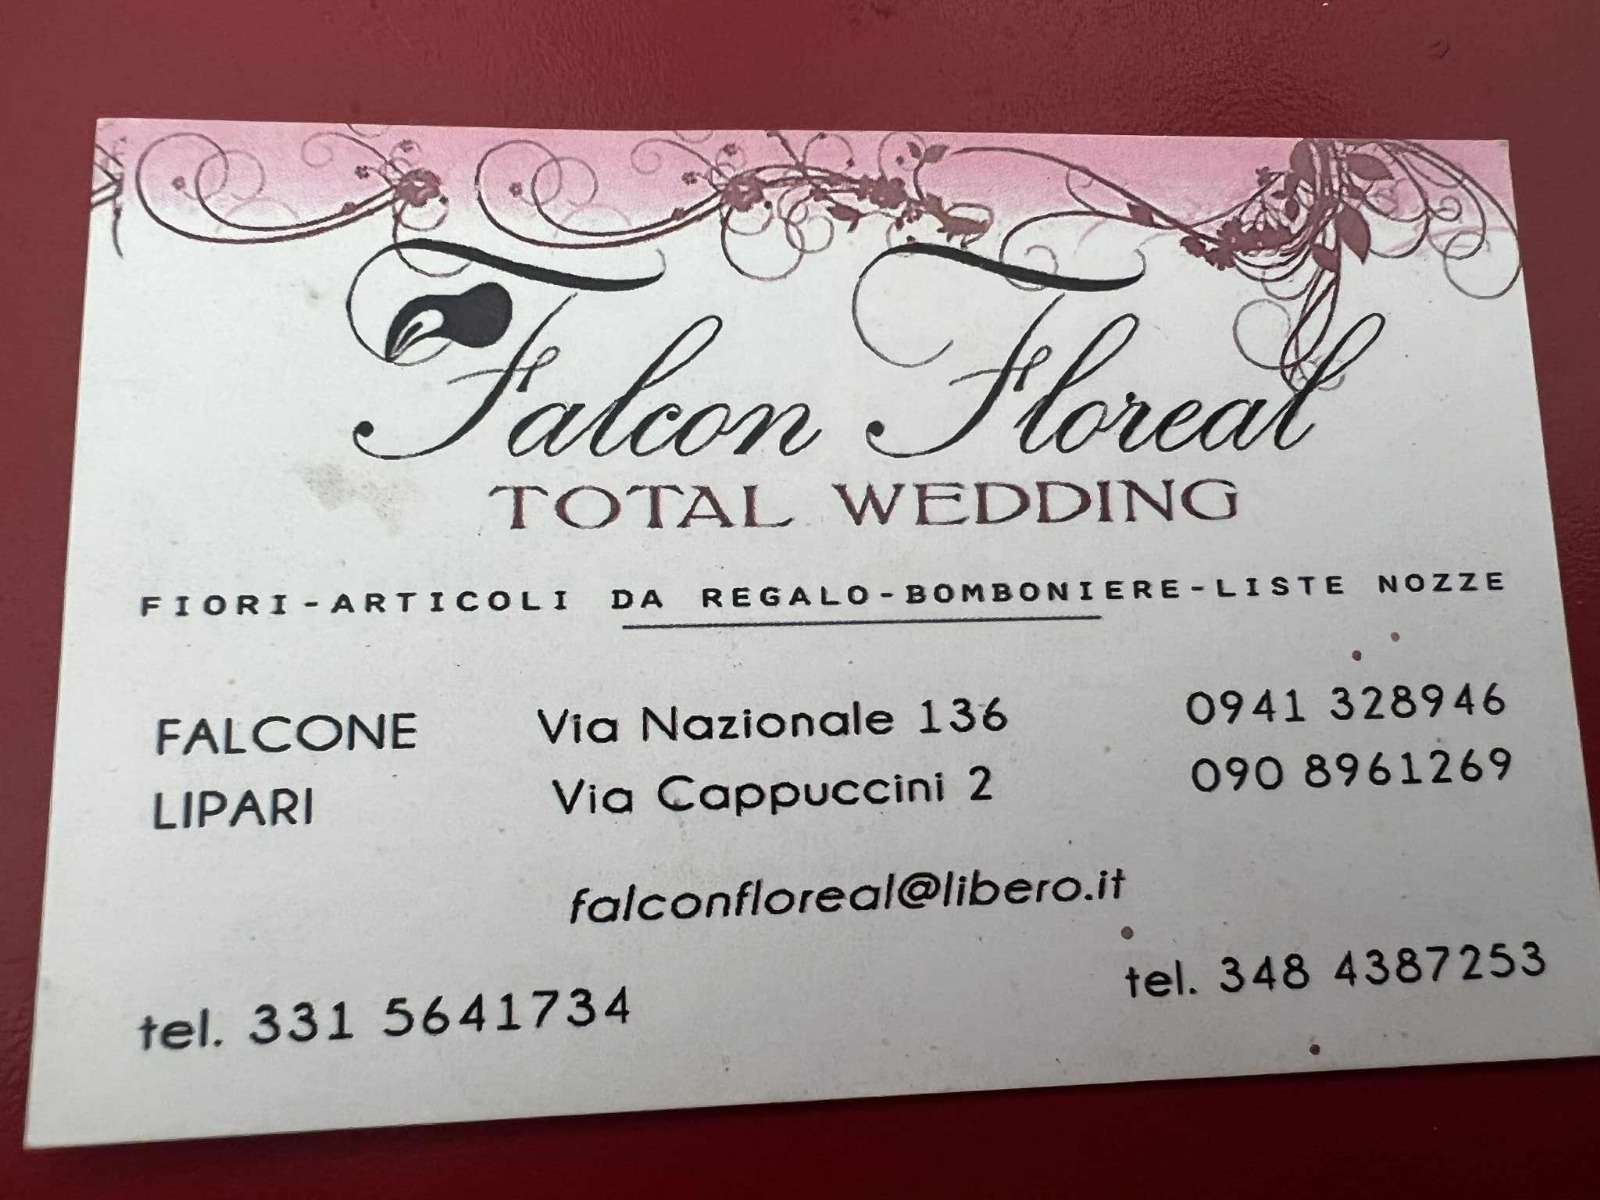 Falcon Floreal
TOTAL WEDDING
FIORI-ARTICOLI DA REGALO-BOMBONIERE-LISTE NOZZE
FALCONE Via Nazionale 136 0941 328946
LIPARI Via Cappuccini 2 090 8961269
falconfloreal@libero.it
tel. 331 5641734 tel. 348 4387253